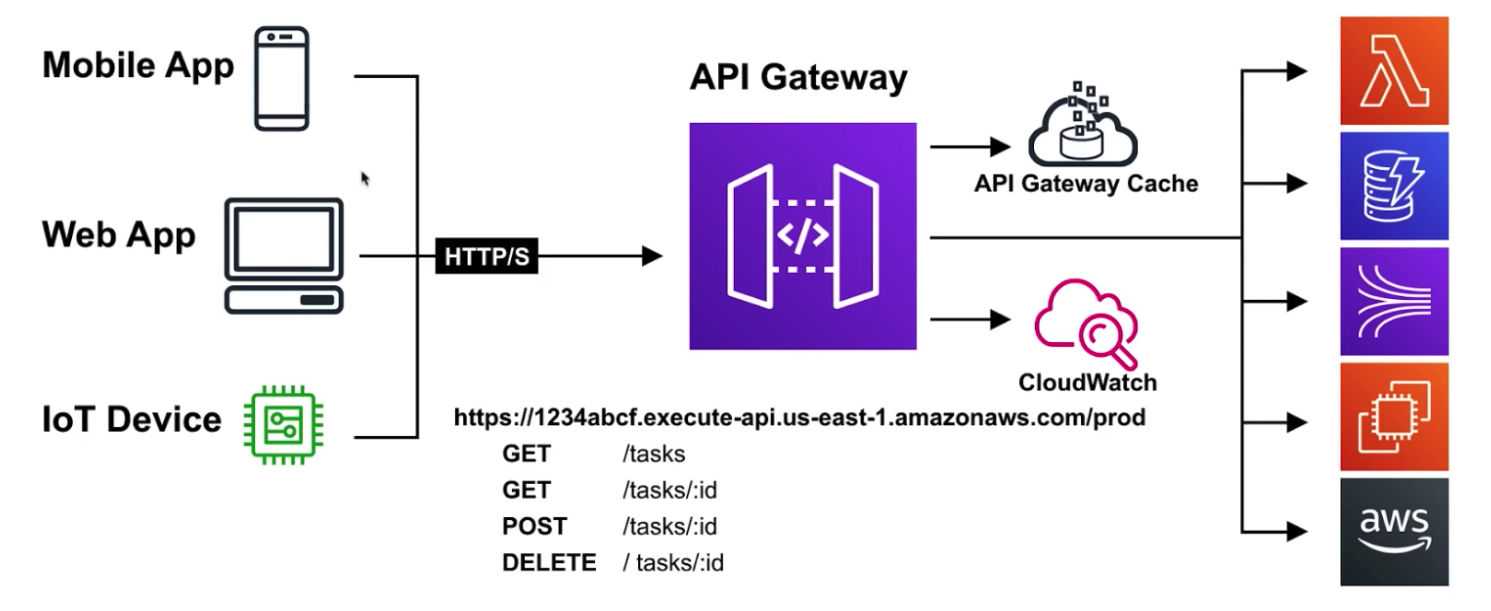 Mobile App
Web App
IoT Device
HTTP/S
API Gateway
</>
API Gateway Cache
CloudWatch
https://1234abcf.execute-api.us-east-1.amazonaws.com/prod
GET /tasks
GET /tasks/:id
POST /tasks/:id
DELETE / tasks/:id
aws